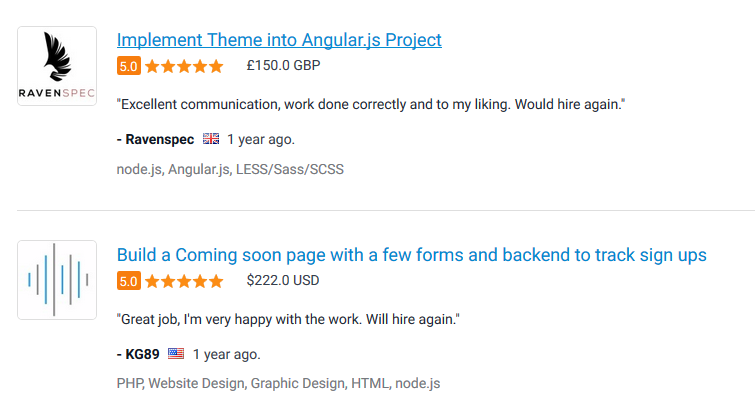 RAVENSPEC
Implement Theme into Angular.js Project
5.0 £150.0 GBP
"Excellent communication, work done correctly and to my liking. Would hire again."
- Ravenspec 1 year ago.
node.js, Angular.js, LESS/Sass/SCSS
Build a Coming soon page with a few forms and backend to track sign ups
5.0 $222.0 USD
"Great job, I'm very happy with the work. Will hire again."
- KG89 1 year ago.
PHP, Website Design, Graphic Design, HTML, node.js